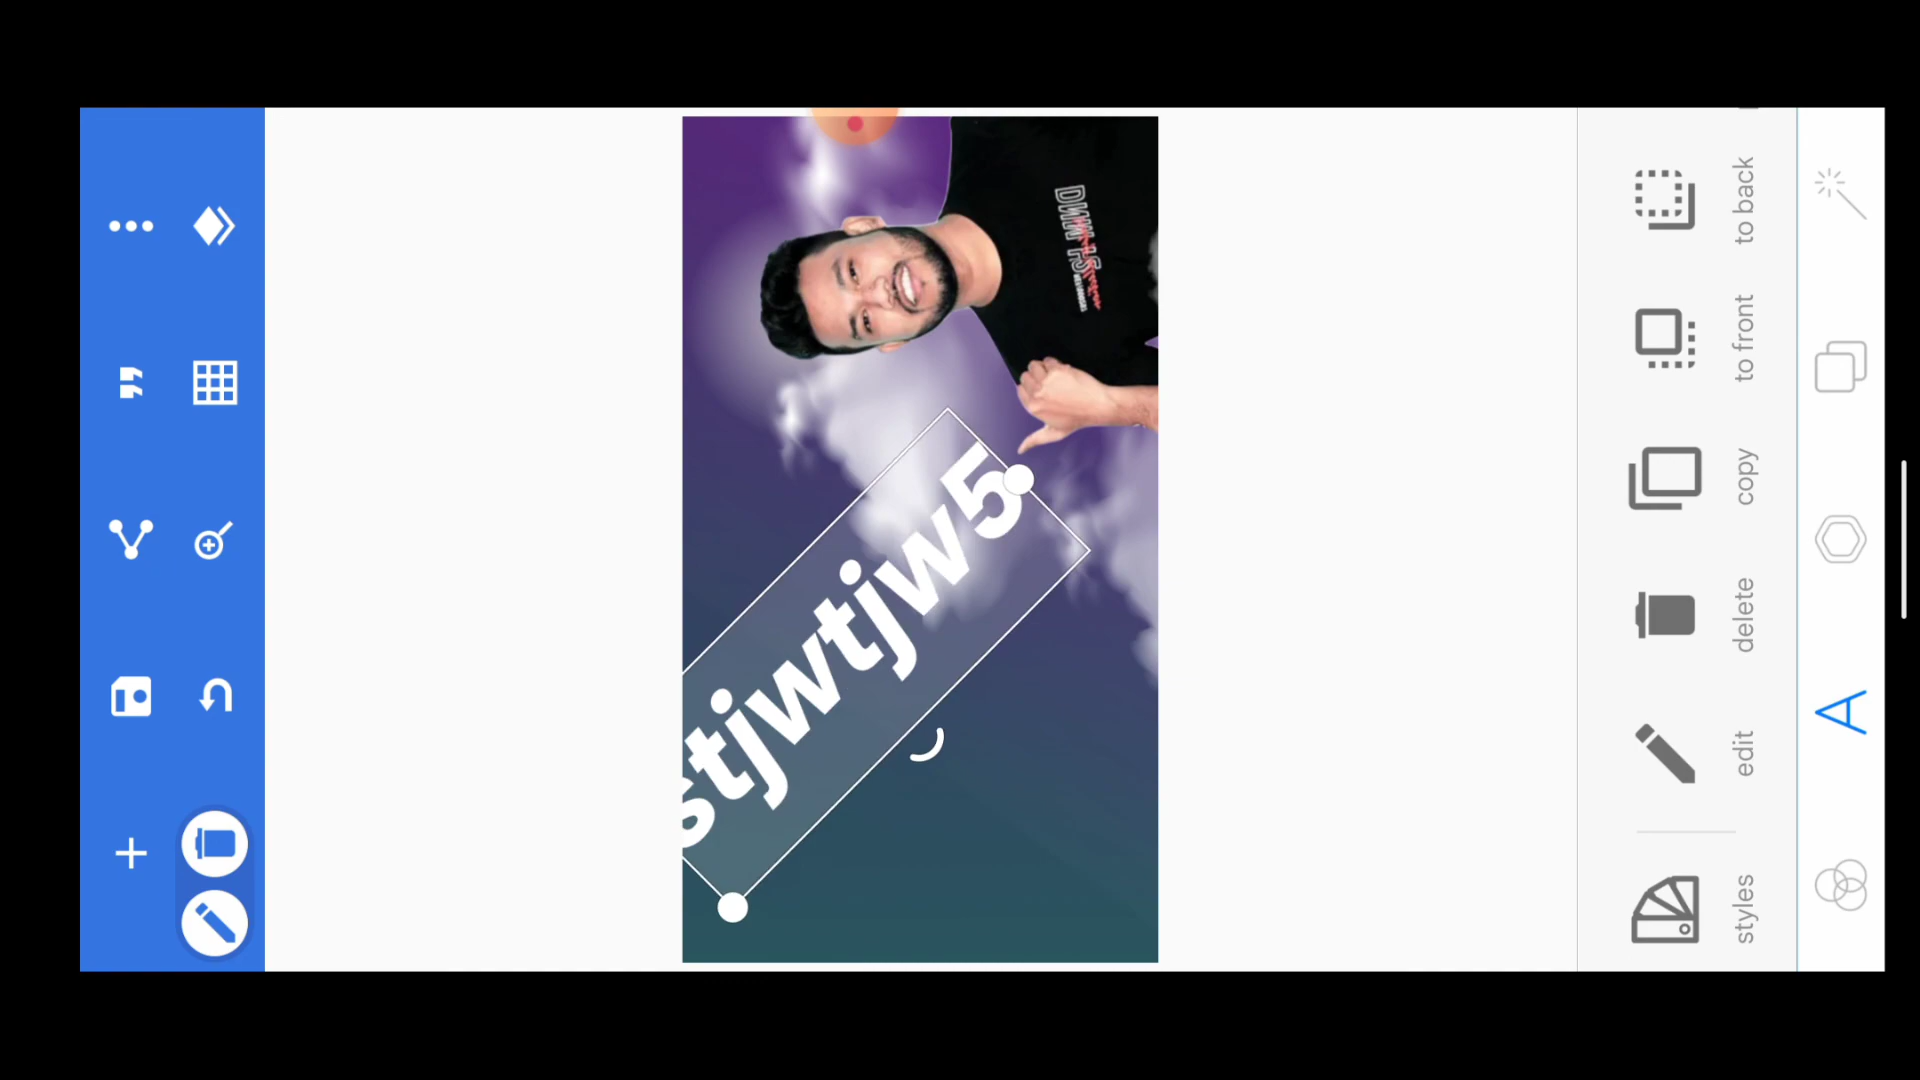 stjwtjw5
to back
to front
copy
delete
edit
styles